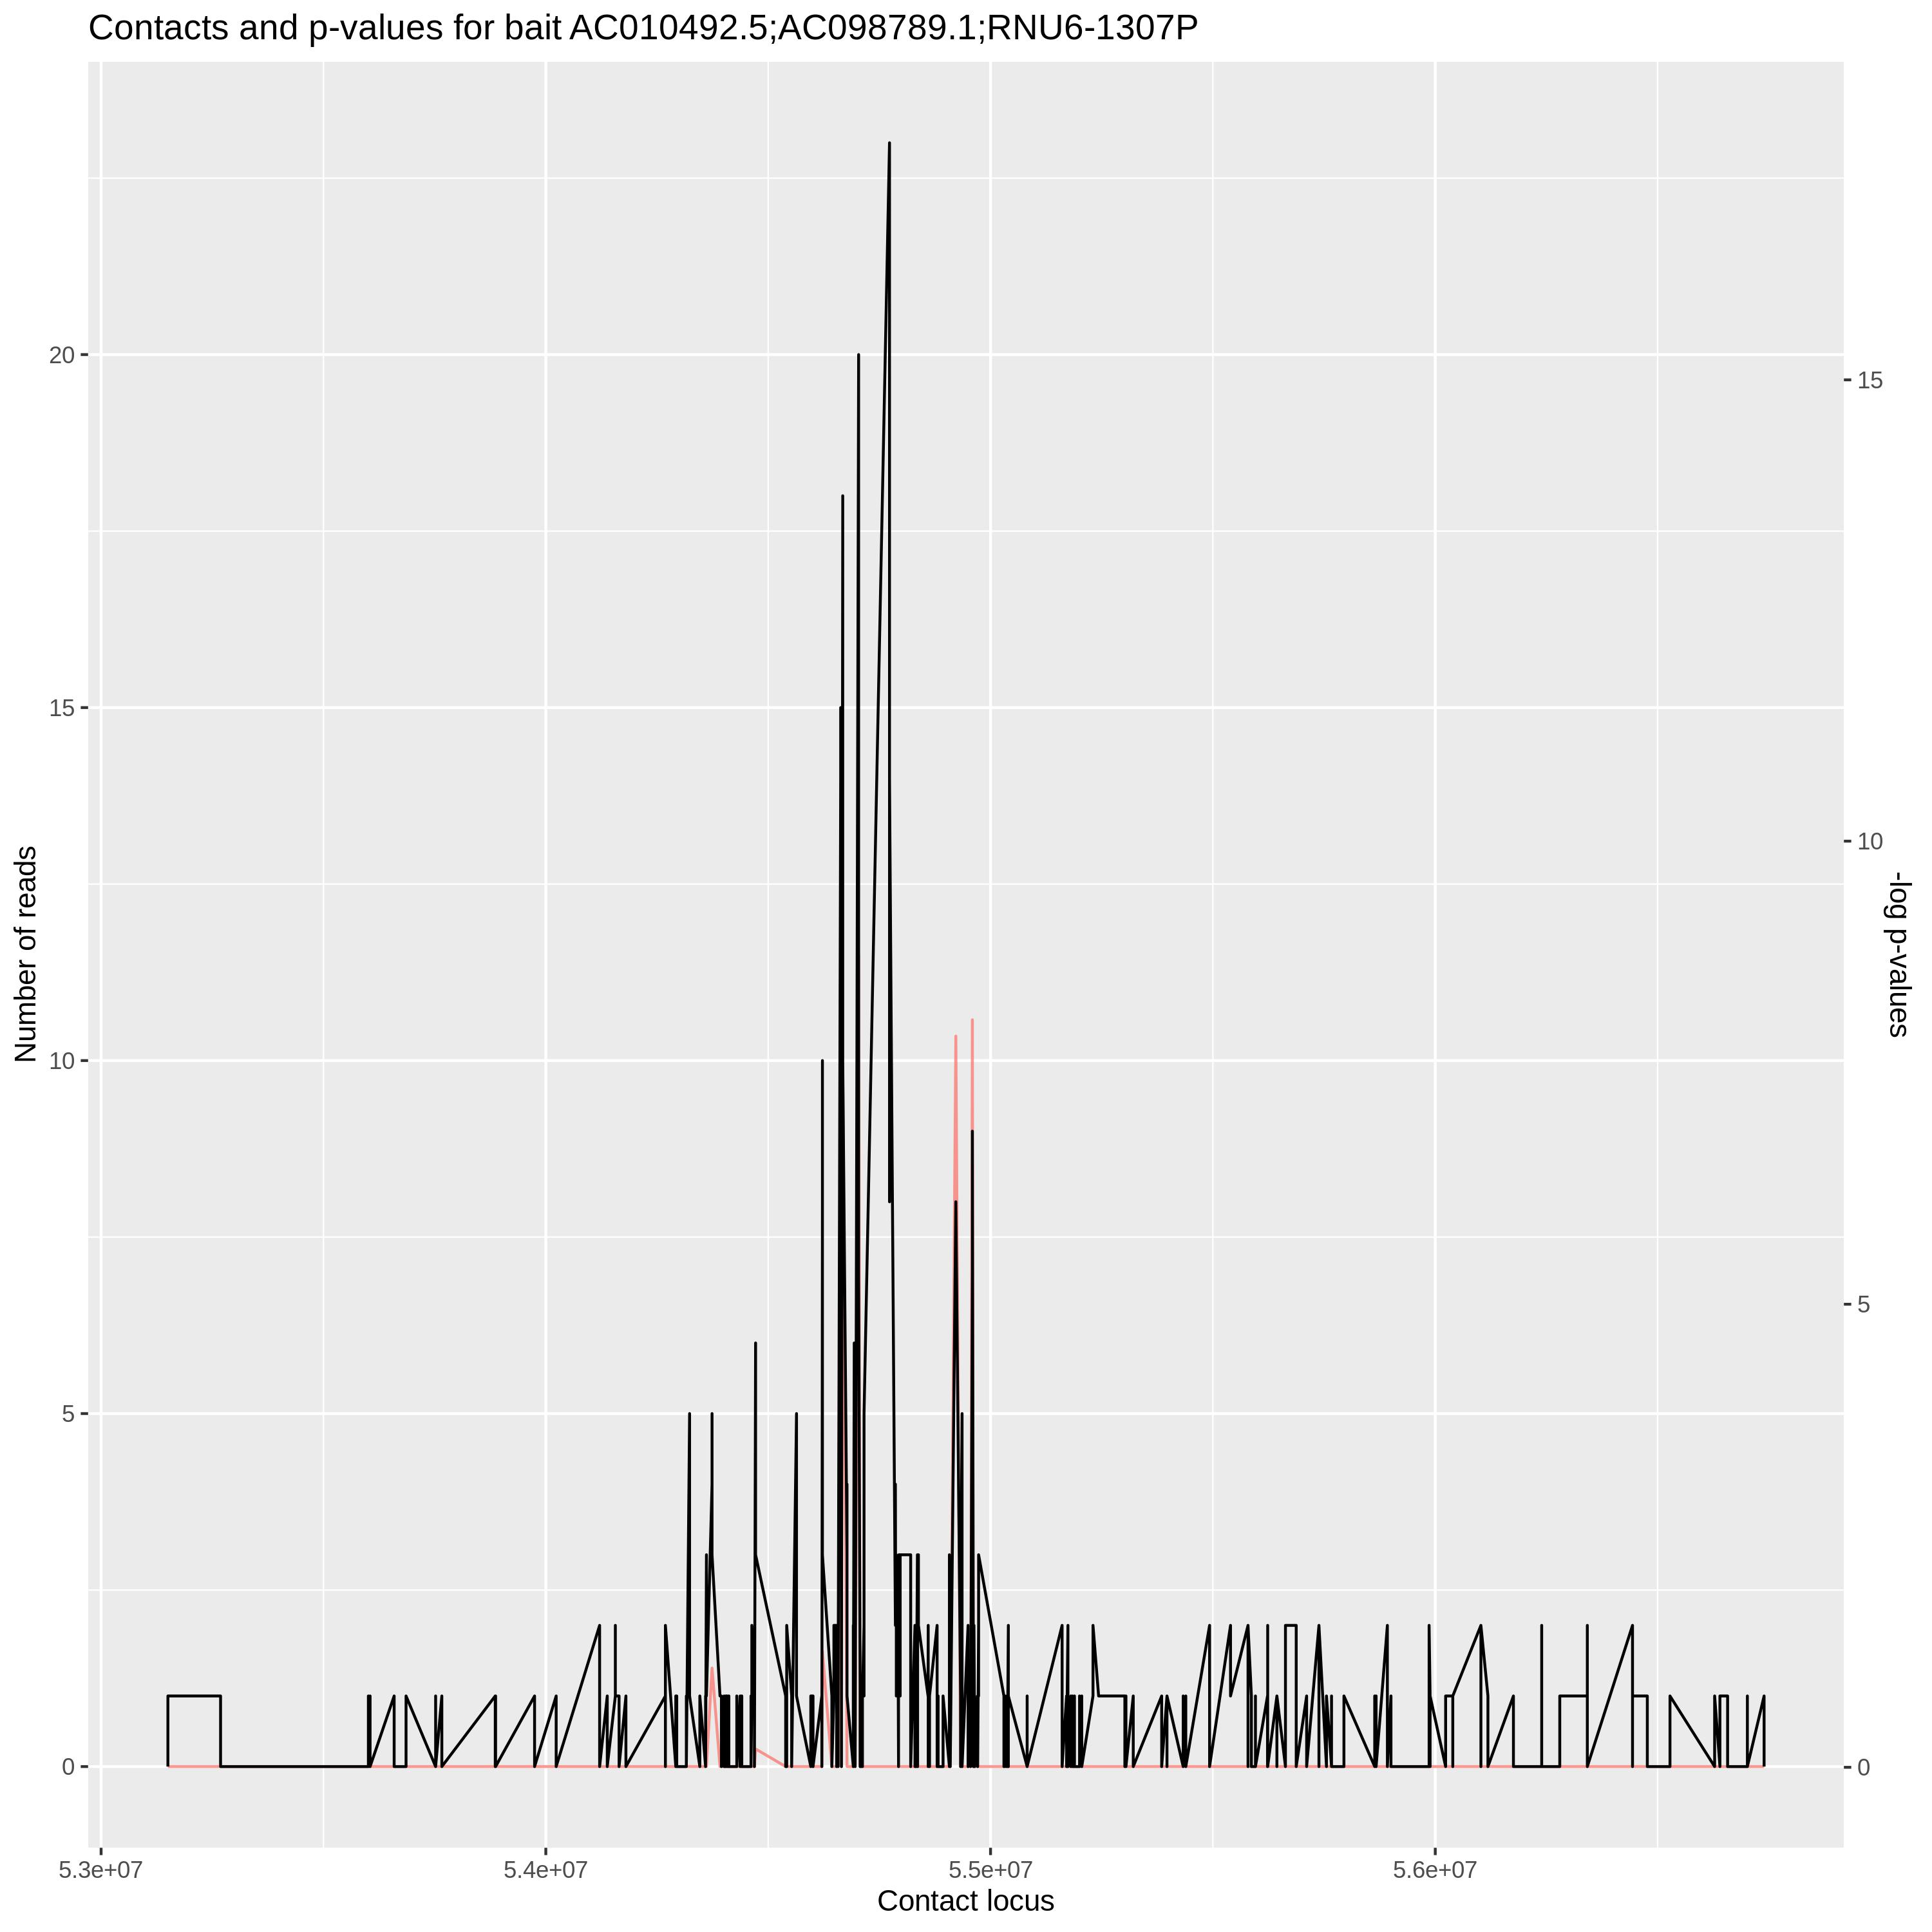 Contacts and p-values for bait AC010492.5;AC098789.1;RNU6-1307P
Number of reads
20
15
10
5
0
15
10
5
0
-log p-values
5.3e+07
5.4e+07
5.5e+07
5.6e+07
Contact locus